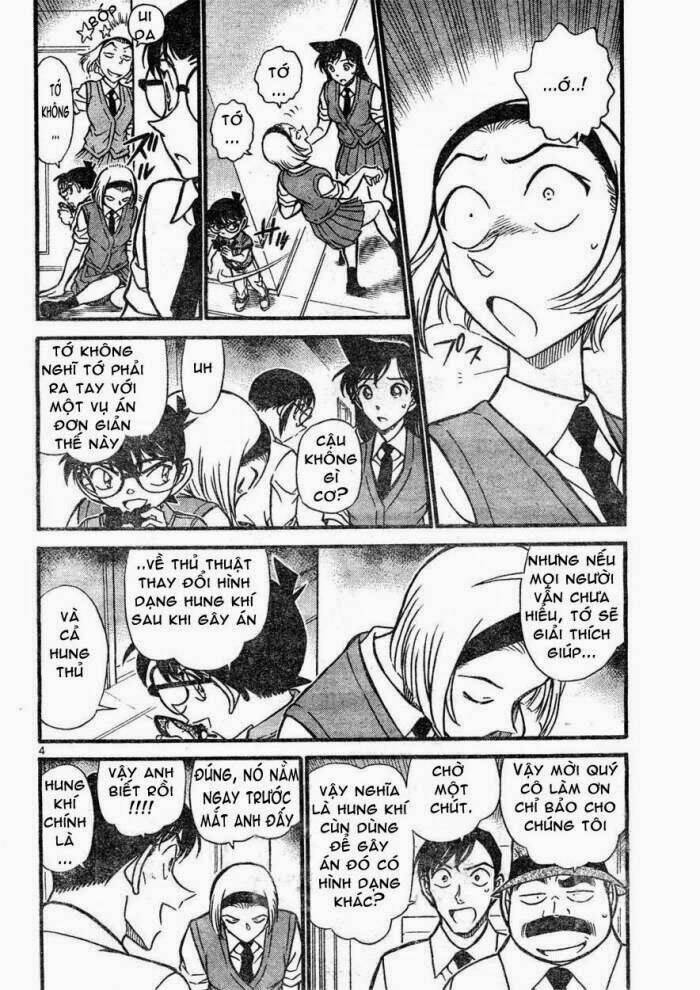 ...Ớ..!
プス
TỚ
...
TỚ
...
UI
DA
BỐP
TỚ
KHÔNG
...
CẬU
KHÔNG
GÌ
CƠ?
UH
TỚ KHÔNG
NGHĨ TỚ PHẢI
RA TAY VỚI
MỘT VỤ ÁN
ĐƠN GIẢN
THẾ NÀY
NHƯNG NẾU
MỌI NGƯỜI
VẪN CHƯA
HIỂU, TỚ SẼ
GIẢI THÍCH
GIÚP...
..VỀ THỦ THUẬT
THAY ĐỔI HÌNH
DẠNG HUNG KHÍ
SAU KHI GÂY ÁN
VÀ
CẢ
HUNG
THỦ
4
VẬY MỜI QUÝ
CÔ LÀM ƠN
CHỈ BẢO CHO
CHÚNG TÔI
CHỜ
MỘT
CHÚT.
VẬY NGHĨA
LÀ HUNG KHÍ
CÙN DÙNG
ĐỂ GÂY
ÁN ĐÓ CÓ
HÌNH DẠNG
KHÁC?
ĐÚNG, NÓ NẰM
NGAY TRƯỚC
MẮT ANH ĐẤY
VẬY ANH
BIẾT RỒI
!!!!
HUNG
KHÍ
CHÍNH
LÀ
...